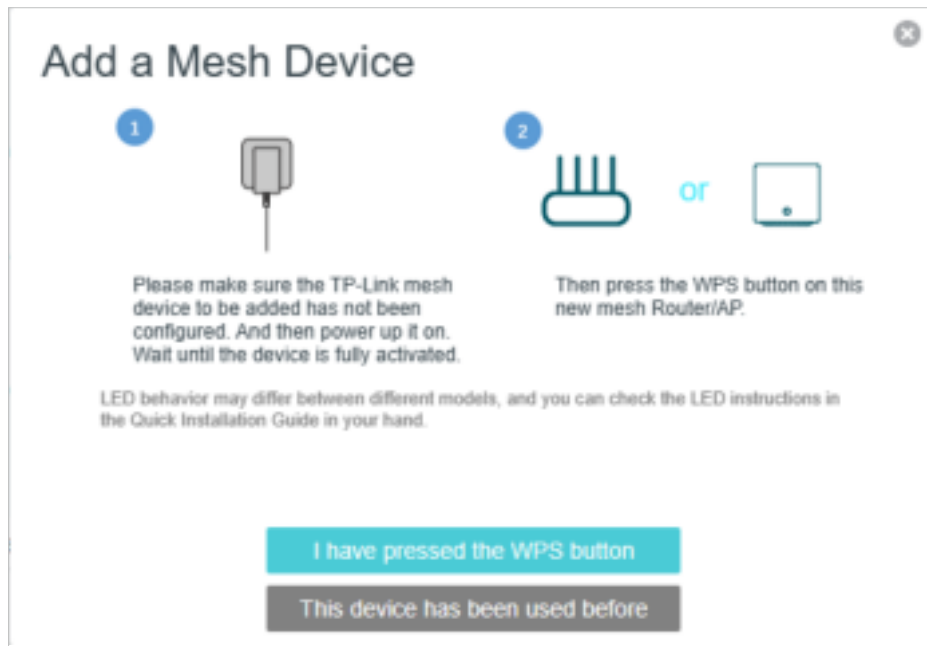 Add a Mesh Device
1
2
or
Please make sure the TP-Link mesh
device to be added has not been
configured. And then power up it on.
Wait until the device is fully activated.
Then press the WPS button on this
new mesh Router/AP.
LED behavior may differ between different models, and you can check the LED instructions in
the Quick Installation Guide in your hand.
I have pressed the WPS button
This device has been used before